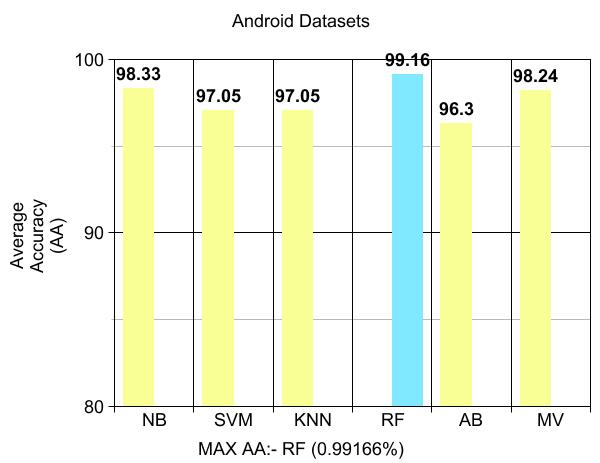 Android Datasets
100
90
80
Average
Accuracy
(AA)
98.33
97.05
97.05
99.16
96.3
98.24
NB SVM KNN RF AB MV
MAX AA:- RF (0.99166%)